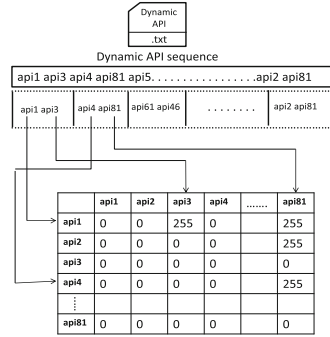 Dynamic
API
.txt
Dynamic API sequence
api1 api3 api4 api81 api5. . . . . . . . . . . . . . . . .api2 api81
api1 api3 api4 api81 api61 api46 . . . . . . . . api2 api81
api1 api2 api3 api4 ....... api81
api1 0 0 255 0 255
api2 0 0 0 0 255
api3 0 0 0 0 0
api4 0 0 0 0 255
⋮
api81 0 0 0 0 0